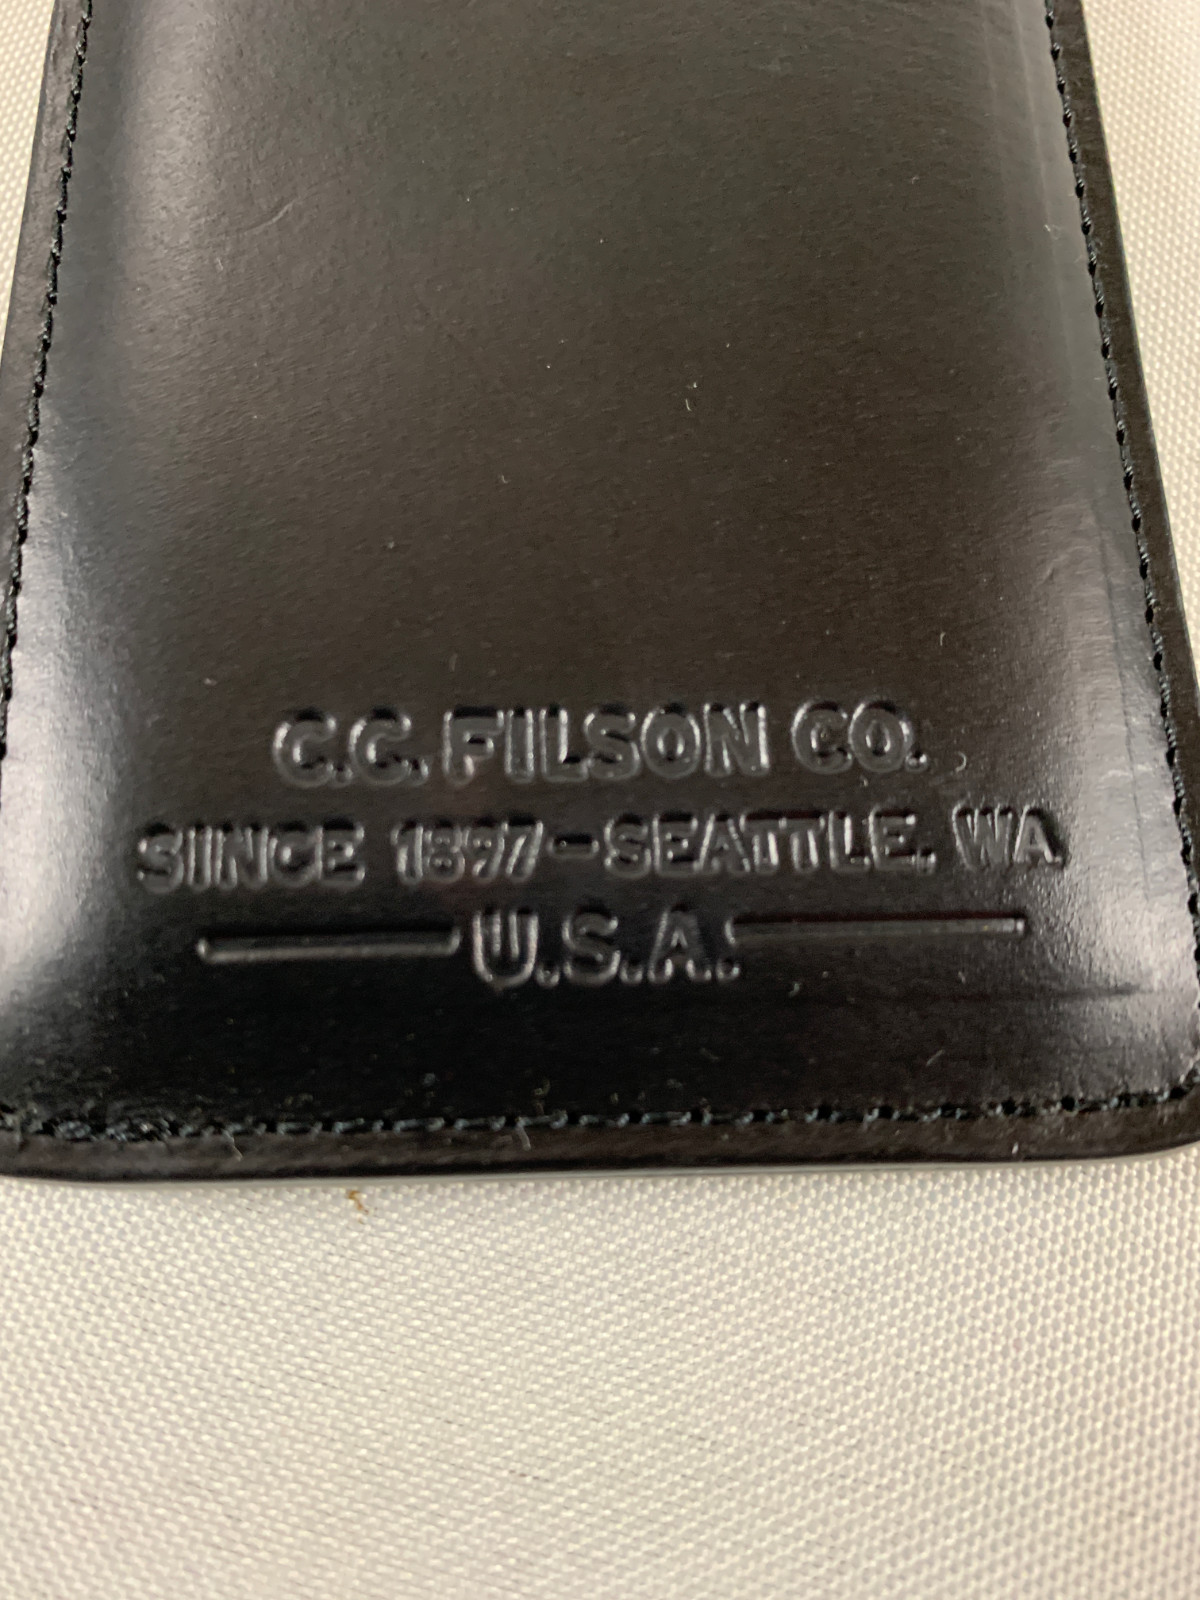 C.C. FILSON CO.
SINCE 1897-SEATTLE, WA
U.S.A.